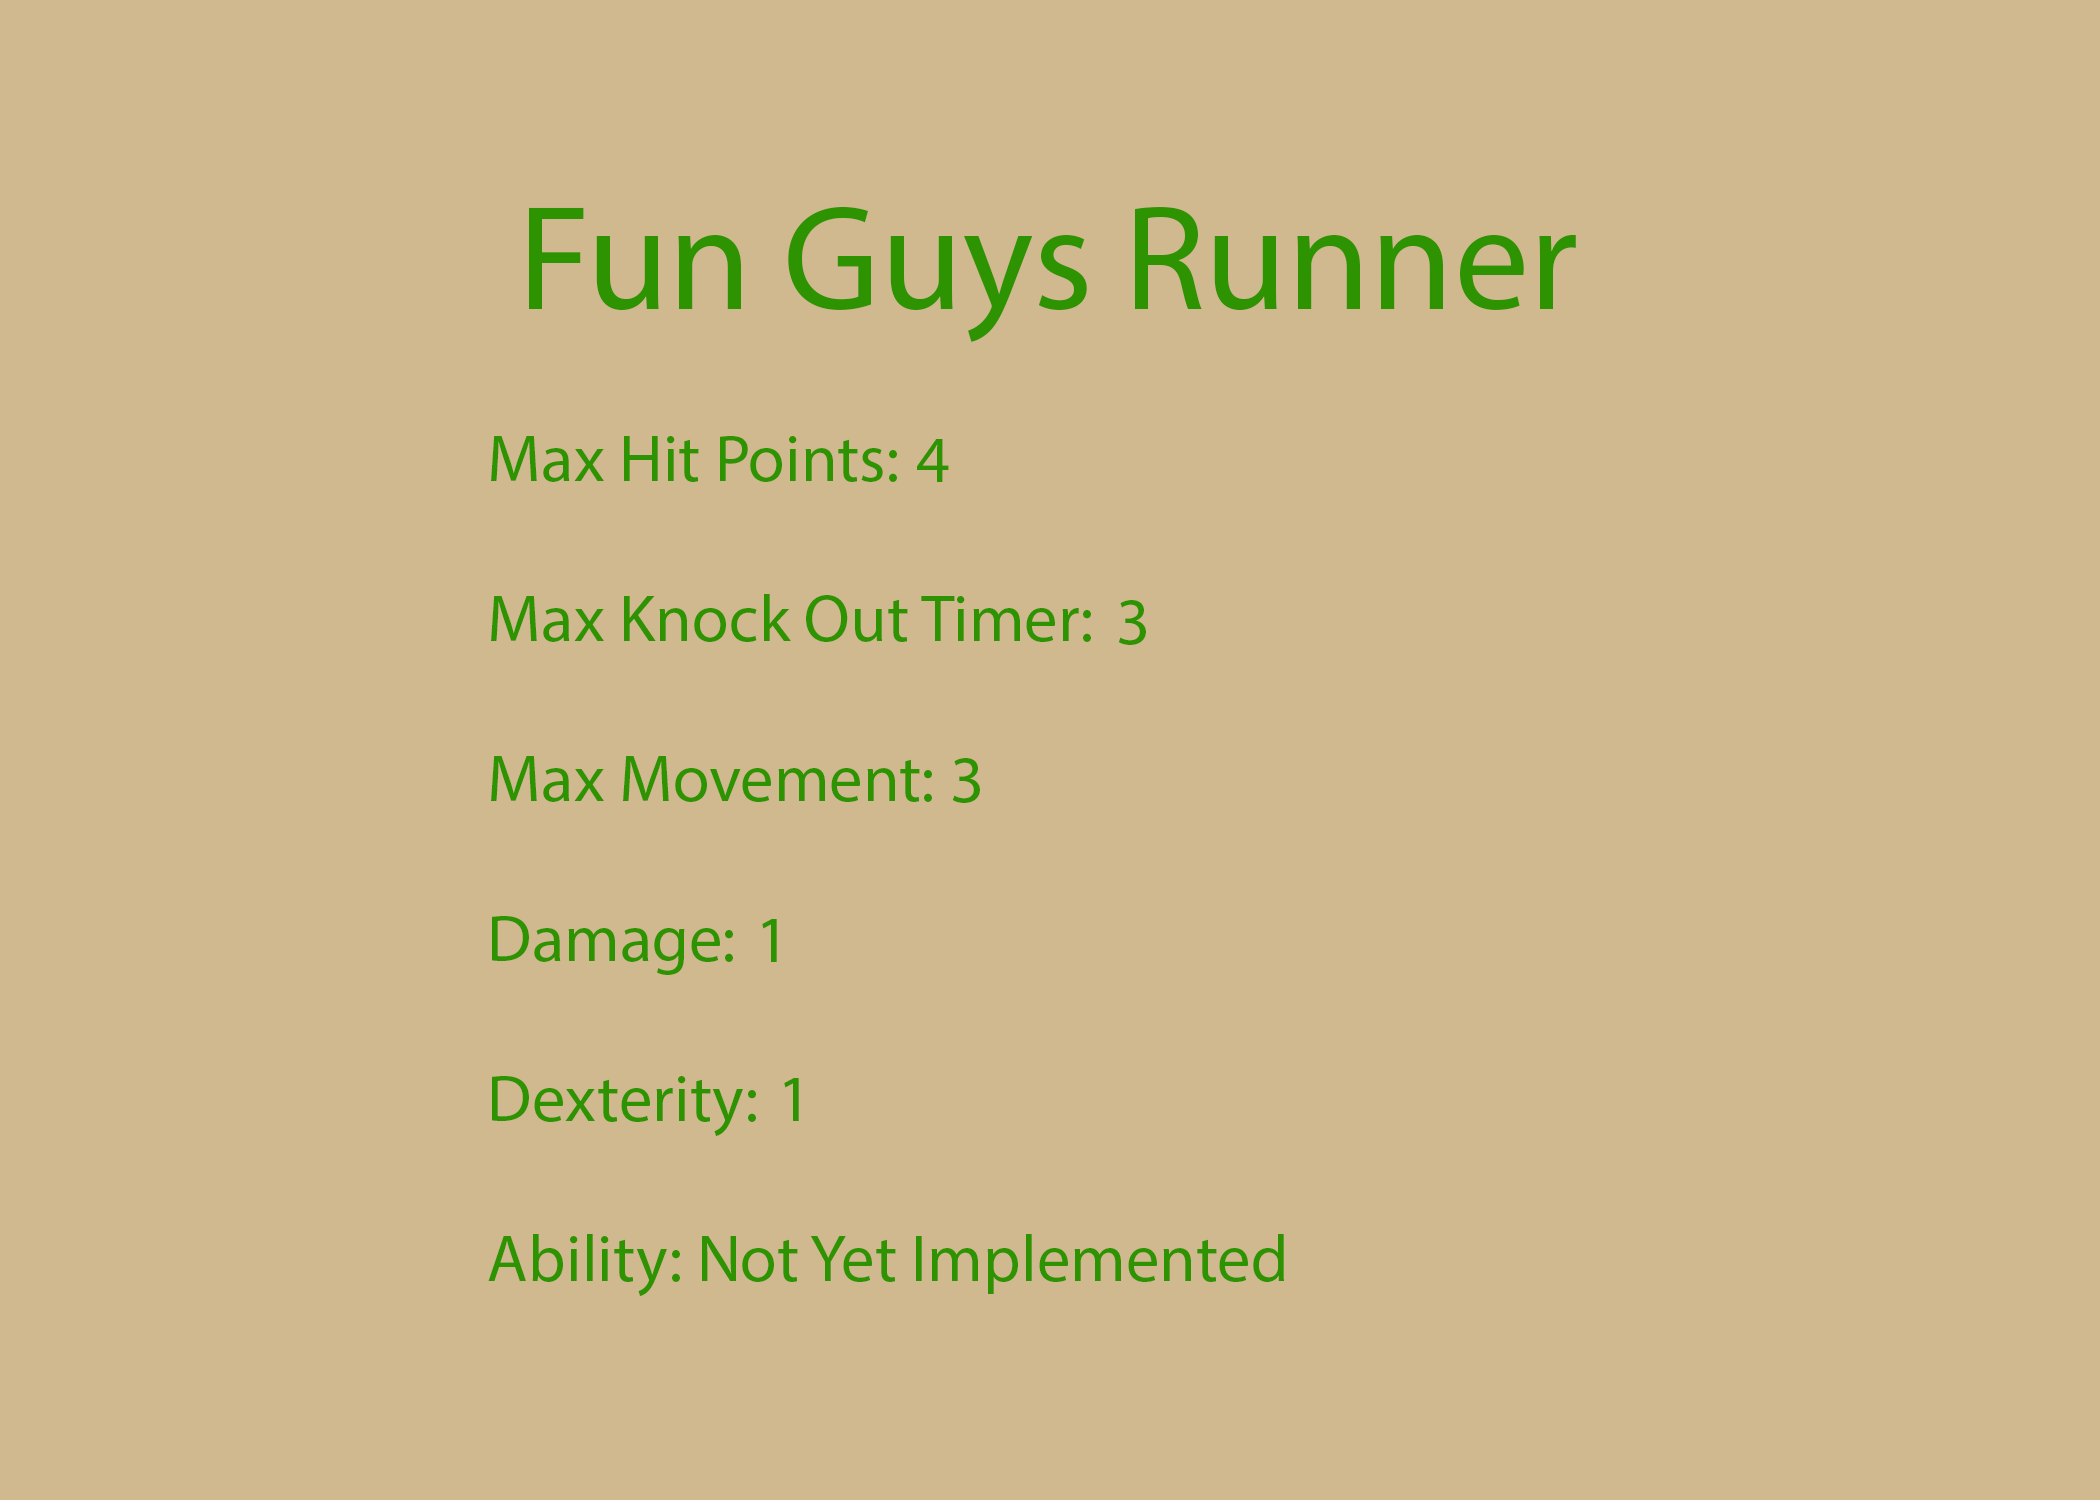 Fun Guys Runner
Max Hit Points: 4
Max Knock Out Timer: 3
Max Movement: 3
Damage: 1
Dexterity: 1
Ability: Not Yet Implemented